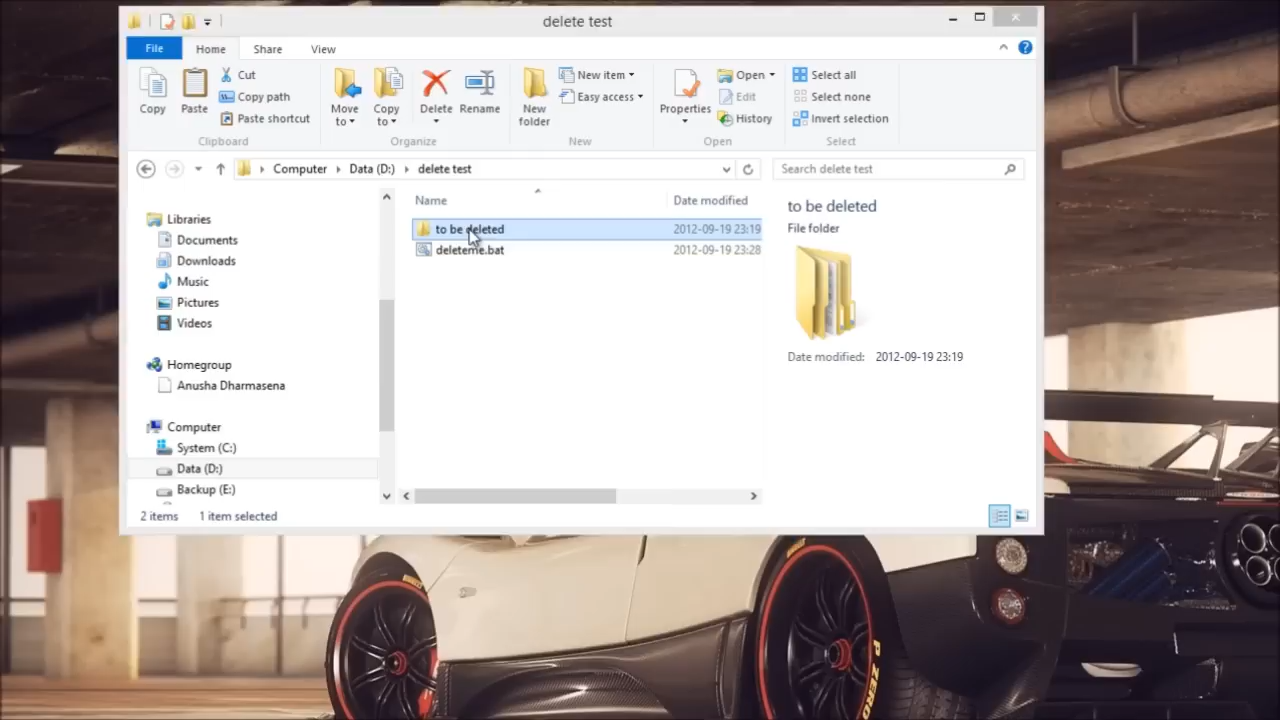 delete test
File Home Share View
Copy
Paste
Cut
Copy path
Paste shortcut
Clipboard
Move to
Copy to
Delete
Rename
Organize
New folder
New item
Easy access
New
Properties
Open
Edit
History
Open
Select all
Select none
Invert selection
Select
Computer Data (D:) delete test
Search delete test
Libraries
Documents
Downloads
Music
Pictures
Videos
Homegroup
Anusha Dharmasena
Computer
System (C:)
Data (D:)
Backup (E:)
Name Date modified
to be deleted 2012-09-19 23:19
deleteme.bat 2012-09-19 23:28
to be deleted
File folder
Date modified: 2012-09-19 23:19
2 items 1 item selected
P ZERO